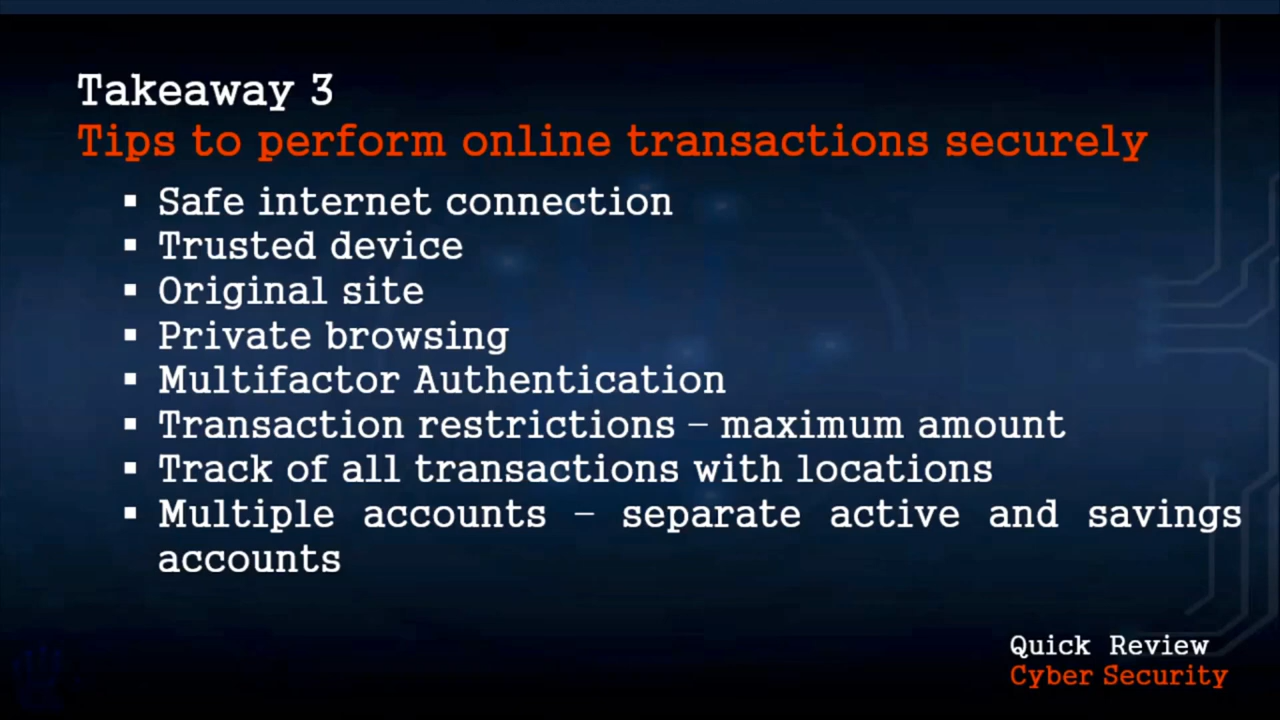 Takeaway 3
Tips to perform online transactions securely
▪ Safe internet connection
▪ Trusted device
▪ Original site
▪ Private browsing
▪ Multifactor Authentication
▪ Transaction restrictions – maximum amount
▪ Track of all transactions with locations
▪ Multiple accounts – separate active and savings
accounts
Quick Review
Cyber Security